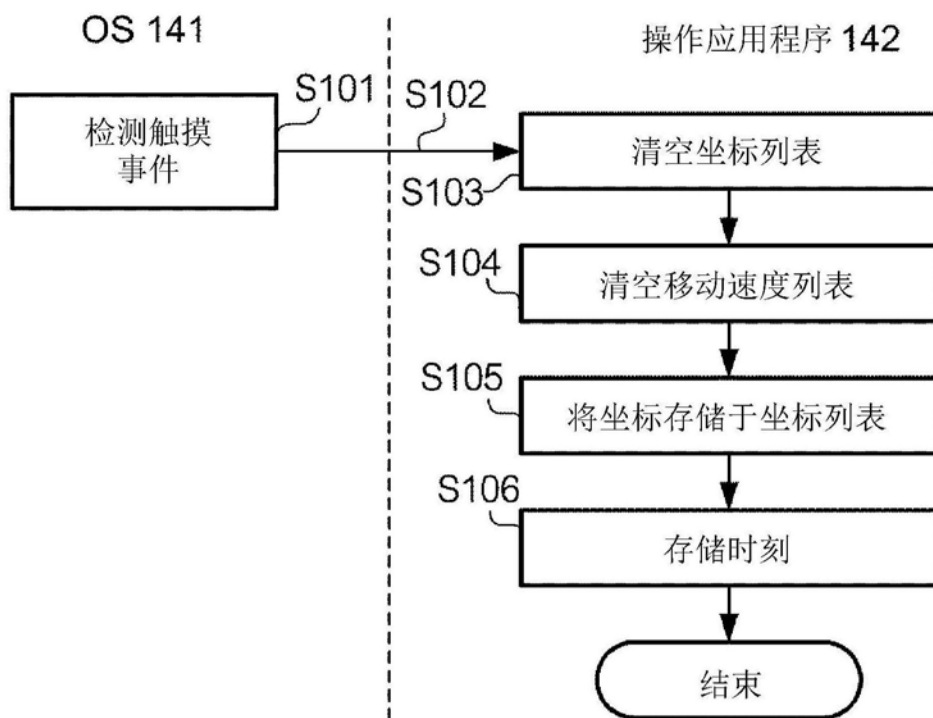 OS 141
操作应用程序 142
S101
检测触摸
事件
S102
清空坐标列表
S103
S104
清空移动速度列表
S105
将坐标存储于坐标列表
S106
存储时刻
结束